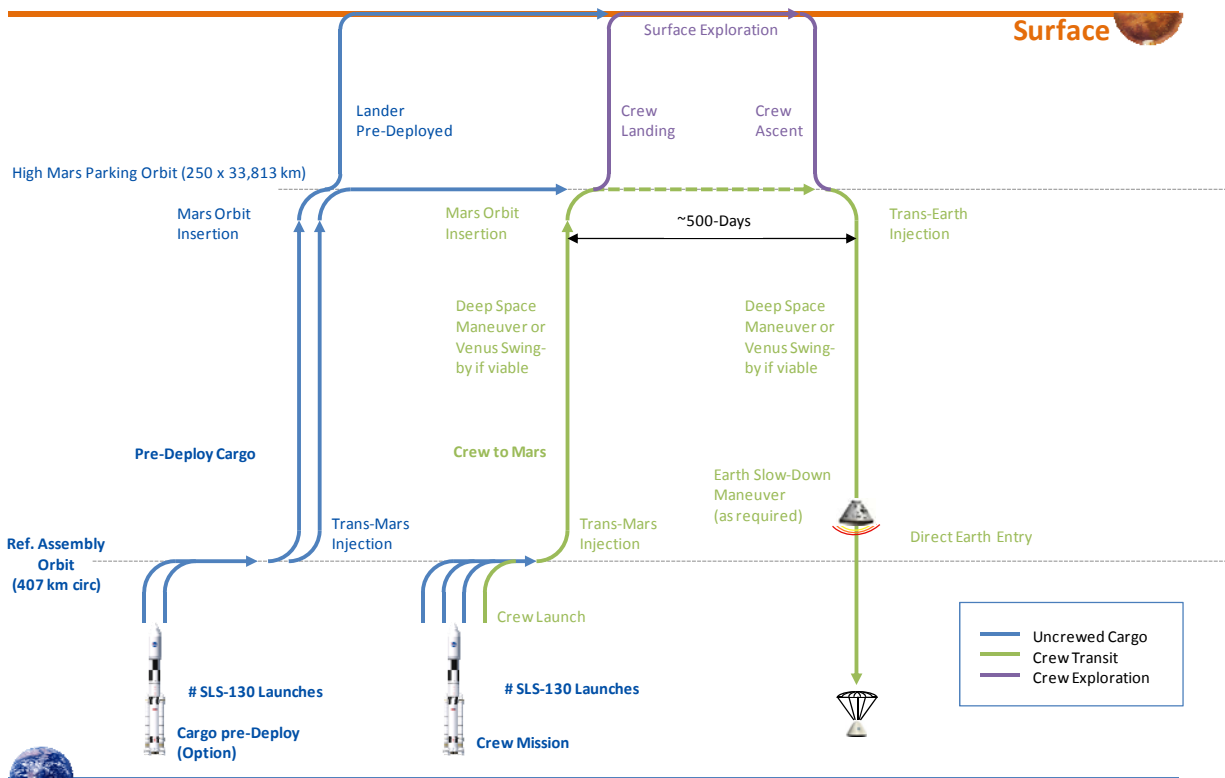 Surface
Surface Exploration
Lander
Pre-Deployed
Crew
Landing
Crew
Ascent
High Mars Parking Orbit (250 x 33,813 km)
Mars Orbit
Insertion
Mars Orbit
Insertion
~500-Days
Trans-Earth
Injection
Deep Space
Maneuver or
Venus Swing-
by if viable
Deep Space
Maneuver or
Venus Swing-
by if viable
Pre-Deploy Cargo
Crew to Mars
Earth Slow-Down
Maneuver
(as required)
Trans-Mars
Injection
Trans-Mars
Injection
Direct Earth Entry
Ref. Assembly
Orbit
(407 km circ)
Crew Launch
Uncrewed Cargo
Crew Transit
Crew Exploration
# SLS-130 Launches
Cargo pre-Deploy
(Option)
# SLS-130 Launches
Crew Mission